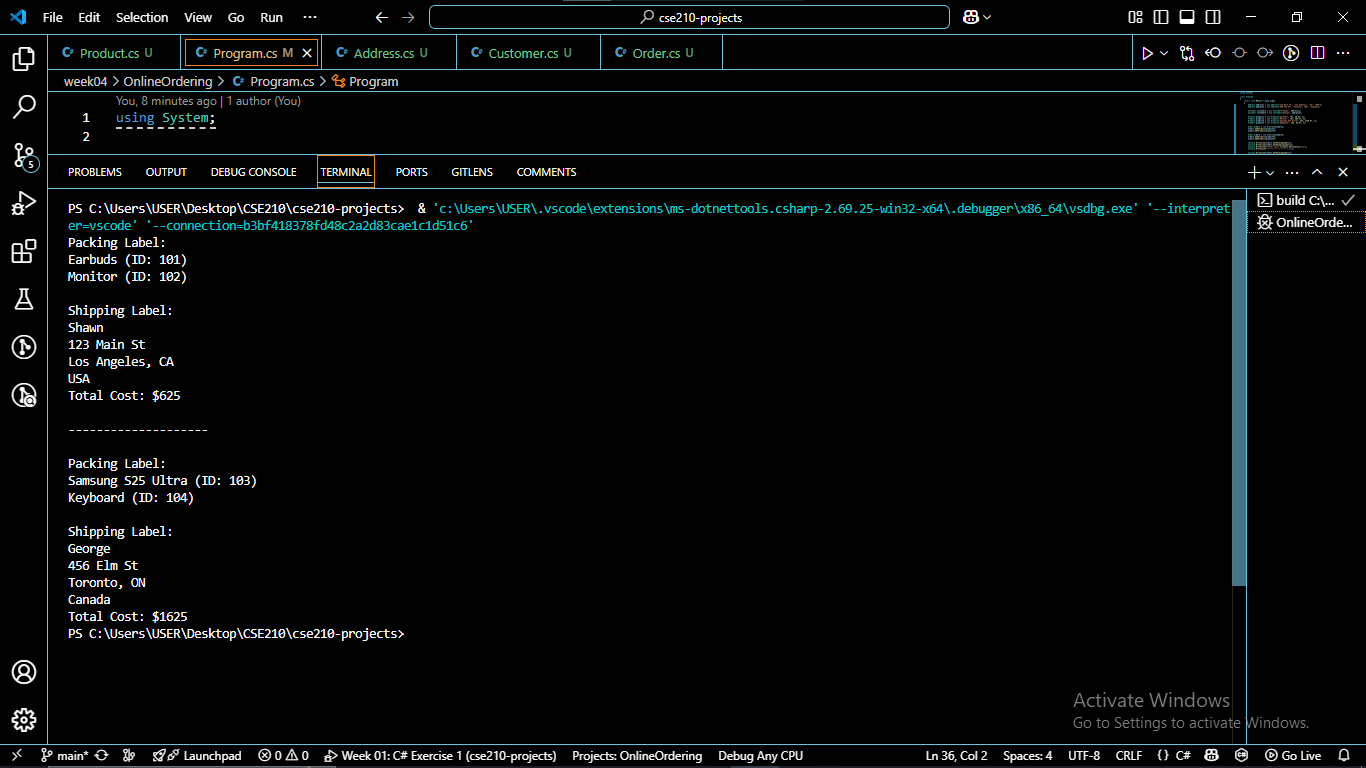 File Edit Selection View Go Run ··· cse210-projects
Product.cs U Program.cs M Address.cs U Customer.cs U Order.cs U
week04 > OnlineOrdering > Program.cs > Program
You, 8 minutes ago | 1 author (You)
1 using System;
2
PROBLEMS OUTPUT DEBUG CONSOLE TERMINAL PORTS GITLENS COMMENTS
PS C:\Users\USER\Desktop\CSE210\cse210-projects> & 'c:\Users\USER\.vscode\extensions\ms-dotnettools.csharp-2.69.25-win32-x64\.debugger\x86_64\vsdbg.exe' '--interpret
er=vscode' '--connection=b3bf418378fd48c2a2d83cae1c1d51c6'
build C:\...
OnlineOrde...
Packing Label:
Earbuds (ID: 101)
Monitor (ID: 102)
Shipping Label:
Shawn
123 Main St
Los Angeles, CA
USA
Total Cost: $625
--------------------
Packing Label:
Samsung S25 Ultra (ID: 103)
Keyboard (ID: 104)
Shipping Label:
George
456 Elm St
Toronto, ON
Canada
Total Cost: $1625
PS C:\Users\USER\Desktop\CSE210\cse210-projects>
Activate Windows
Go to Settings to activate Windows.
5
main* Launchpad 0 0 Week 01: C# Exercise 1 (cse210-projects) Projects: OnlineOrdering Debug Any CPU Ln 36, Col 2 Spaces: 4 UTF-8 CRLF {} C# Go Live